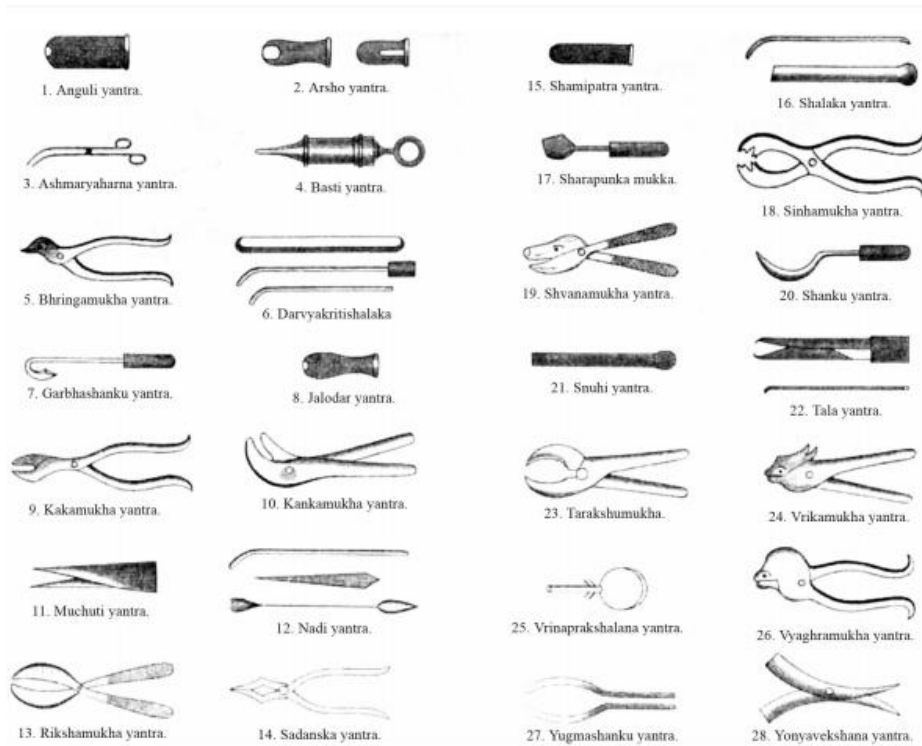 1. Anguli yantra.
2. Arsho yantra.
15. Shamipatra yantra.
16. Shalaka yantra.
3. Ashmaryaharna yantra.
4. Basti yantra.
17. Sharapunka mukka.
18. Sinhamukha yantra.
5. Bhringamukha yantra.
6. Darvyakritishalaka
19. Shvanamukha yantra.
20. Shanku yantra.
7. Garbhashanku yantra.
8. Jalodar yantra.
21. Snuhi yantra.
22. Tala yantra.
9. Kakamukha yantra.
10. Kankamukha yantra.
23. Tarakshumukha.
24. Vrikamukha yantra.
11. Muchuti yantra.
12. Nadi yantra.
25. Vrinaprakshalana yantra.
26. Vyaghramukha yantra.
13. Rikshamukha yantra.
14. Sadanska yantra.
27. Yugmashanku yantra.
28. Yonyavekshana yantra.